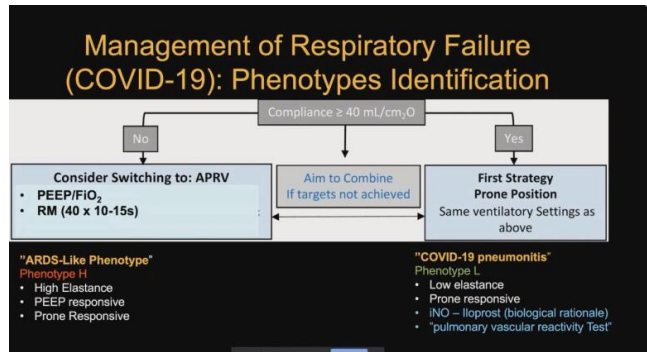 Management of Respiratory Failure
(COVID-19): Phenotypes Identification
Compliance ≥ 40 mL/cm₂O
No
Yes
Consider Switching to: APRV
• PEEP/FiO₂
• RM (40 x 10-15s)
Aim to Combine
If targets not achieved
First Strategy
Prone Position
Same ventilatory Settings as
above
"ARDS-Like Phenotype"
Phenotype H
• High Elastance
• PEEP responsive
• Prone Responsive
"COVID-19 pneumonitis"
Phenotype L
• Low elastance
• Prone responsive
• iNO – Iloprost (biological rationale)
• "pulmonary vascular reactivity Test"